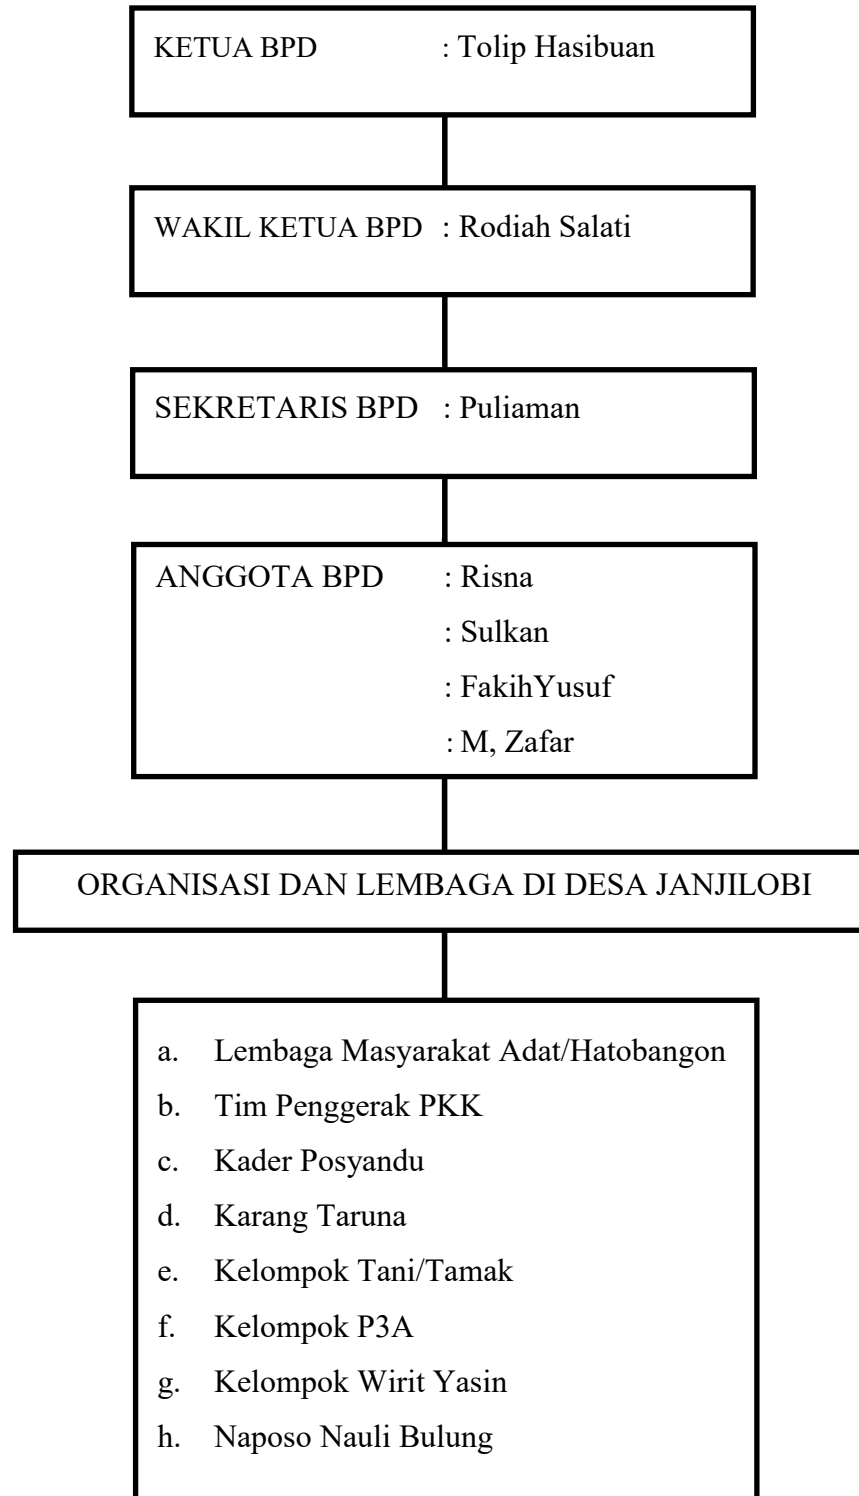 KETUA BPD : Tolip Hasibuan
WAKIL KETUA BPD : Rodiah Salati
SEKRETARIS BPD : Puliaman
ANGGOTA BPD : Risna
: Sulkan
: FakihYusuf
: M, Zafar
ORGANISASI DAN LEMBAGA DI DESA JANJILOBI
a. Lembaga Masyarakat Adat/Hatobangon
b. Tim Penggerak PKK
c. Kader Posyandu
d. Karang Taruna
e. Kelompok Tani/Tamak
f. Kelompok P3A
g. Kelompok Wirit Yasin
h. Naposo Nauli Bulung